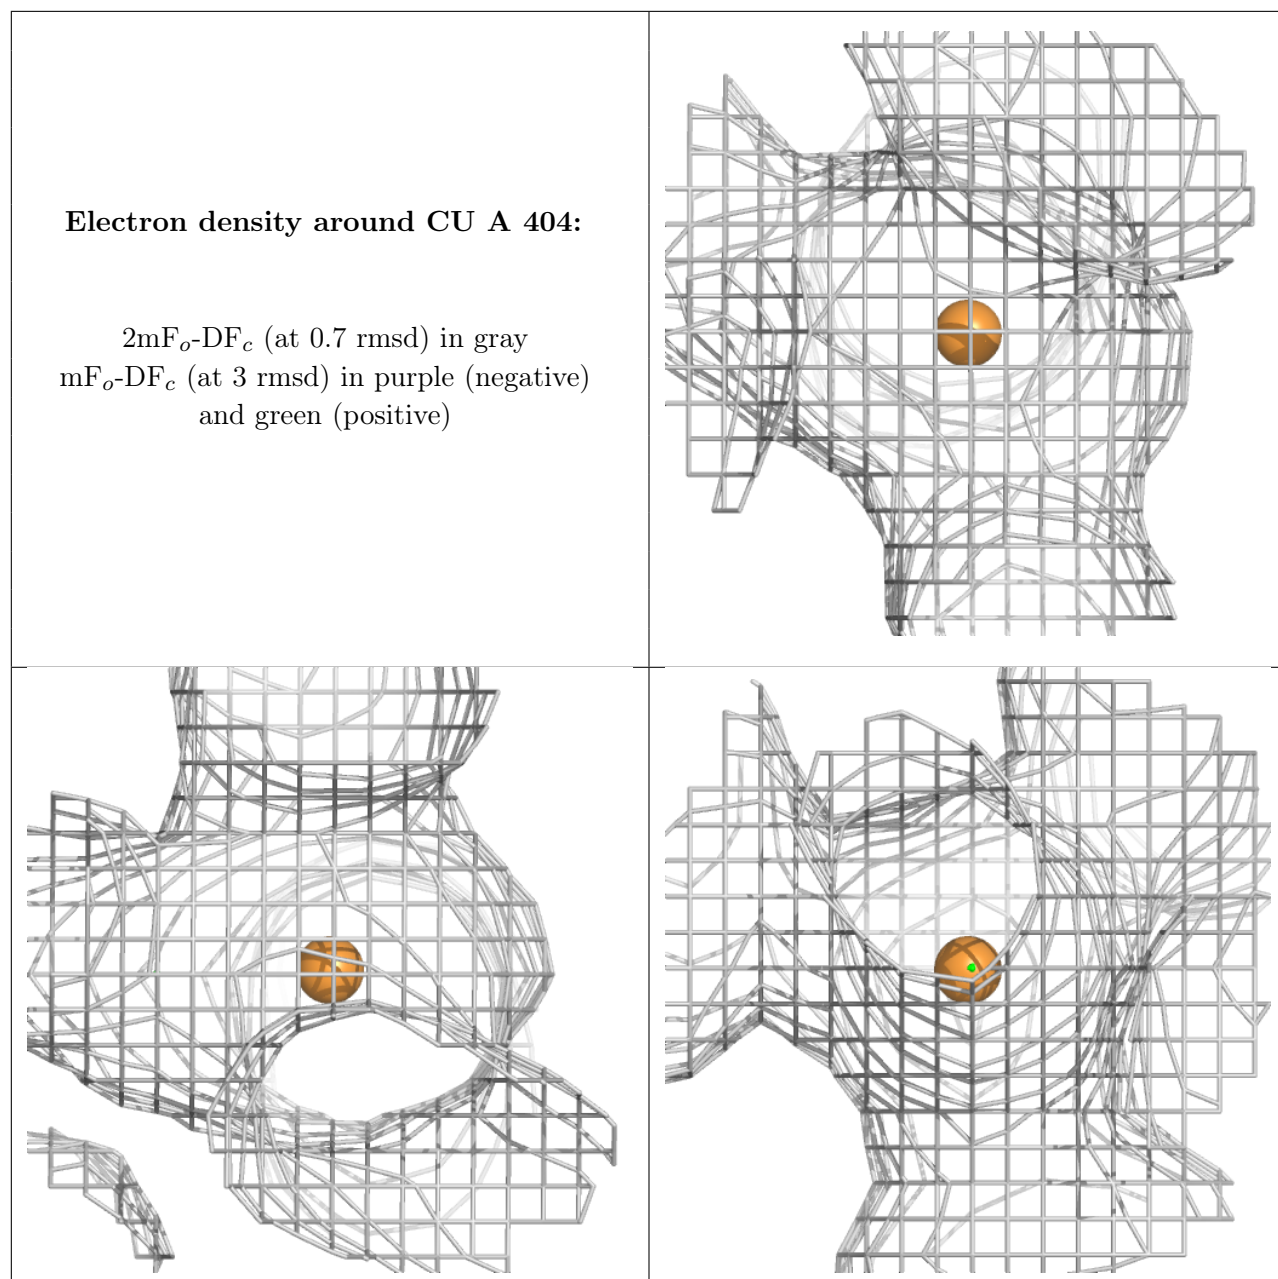 Electron density around CU A 404:
2mFo-DFc (at 0.7 rmsd) in gray
mFo-DFc (at 3 rmsd) in purple (negative)
and green (positive)